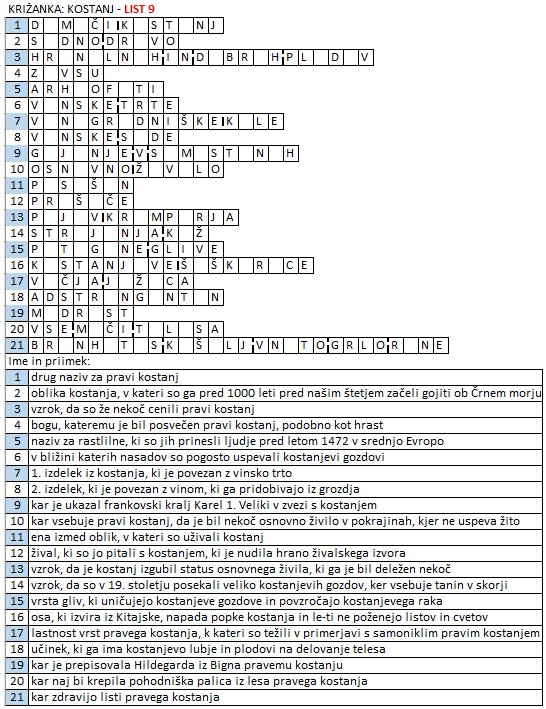 KRIŽANKA: KOSTANJ - LIST 9
1 D M ČIK ST NJ
2 S DNODR VO
3 HR N LN HIND BR HPL D V
4 Z VSU
5 ARH OF TI
6 V NSKETRTE
7 V N GR DNIŠKEK LE
8 V NSKES DE
9 G J NJEVS M ST N H
10 OSN VNOŽ V LO
11 P S Š N
12 PR Š ČE
13 P J VKR MP RJA
14 STR J NJAK Ž
15 P T G NEGLIVE
16 K STANJ VEŠ ŠK R CE
17 V ČJAJ Ž CA
18 ADSTR NG NT N
19 M DR ST
20 VSEM ČIT L SA
21 BR NH T SK Š LJVN TOGRLOR NE
Ime in priimek:
1 drug naziv za pravi kostanj
2 oblika kostanja, v kateri so ga pred 1000 leti pred našim štetjem začeli gojiti ob Črnem morju
3 vzrok, da so že nekoč cenili pravi kostanj
4 bogu, kateremu je bil posvečen pravi kostanj, podobno kot hrast
5 naziv za rastlilne, ki so jih prinesli ljudje pred letom 1472 v srednjo Evropo
6 v bližini katerih nasadov so pogosto uspevali kostanjevi gozdovi
7 1. izdelek iz kostanja, ki je povezan z vinsko trto
8 2. izdelek, ki je povezan z vinom, ki ga pridobivajo iz grozdja
9 kar je ukazal frankovski kralj Karel 1. Veliki v zvezi s kostanjem
10 kar vsebuje pravi kostanj, da je bil nekoč osnovno živilo v pokrajinah, kjer ne uspeva žito
11 ena izmed oblik, v kateri so uživali kostanj
12 žival, ki so jo pitali s kostanjem, ki je nudila hrano živalskega izvora
13 vzrok, da je kostanj izgubil status osnovnega živila, ki ga je bil deležen nekoč
14 vzrok, da so v 19. stoletju posekali veliko kostanjevih gozdov, ker vsebuje tanin v skorji
15 vrsta gliv, ki uničujejo kostanjeve gozdove in povzročajo kostanjevega raka
16 osa, ki izvira iz Kitajske, napada popke kostanja in le-ti ne poženejo listov in cvetov
17 lastnost vrst pravega kostanja, k kateri so težili v primerjavi s samoniklim pravim kostanjem
18 učinek, ki ga ima kostanjevo lubje in plodovi na delovanje telesa
19 kar je prepisovala Hildegarda iz Bigna pravemu kostanju
20 kar naj bi krepila pohodniška palica iz lesa pravega kostanja
21 kar zdravijo listi pravega kostanja